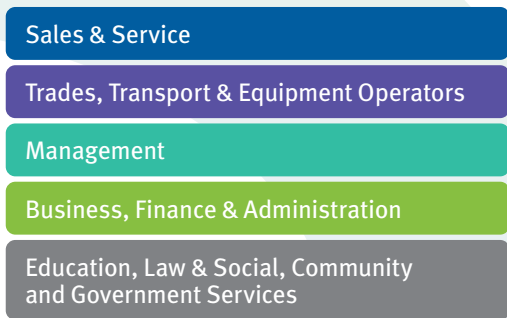 Sales & Service
Trades, Transport & Equipment Operators
Management
Business, Finance & Administration
Education, Law & Social, Community
and Government Services